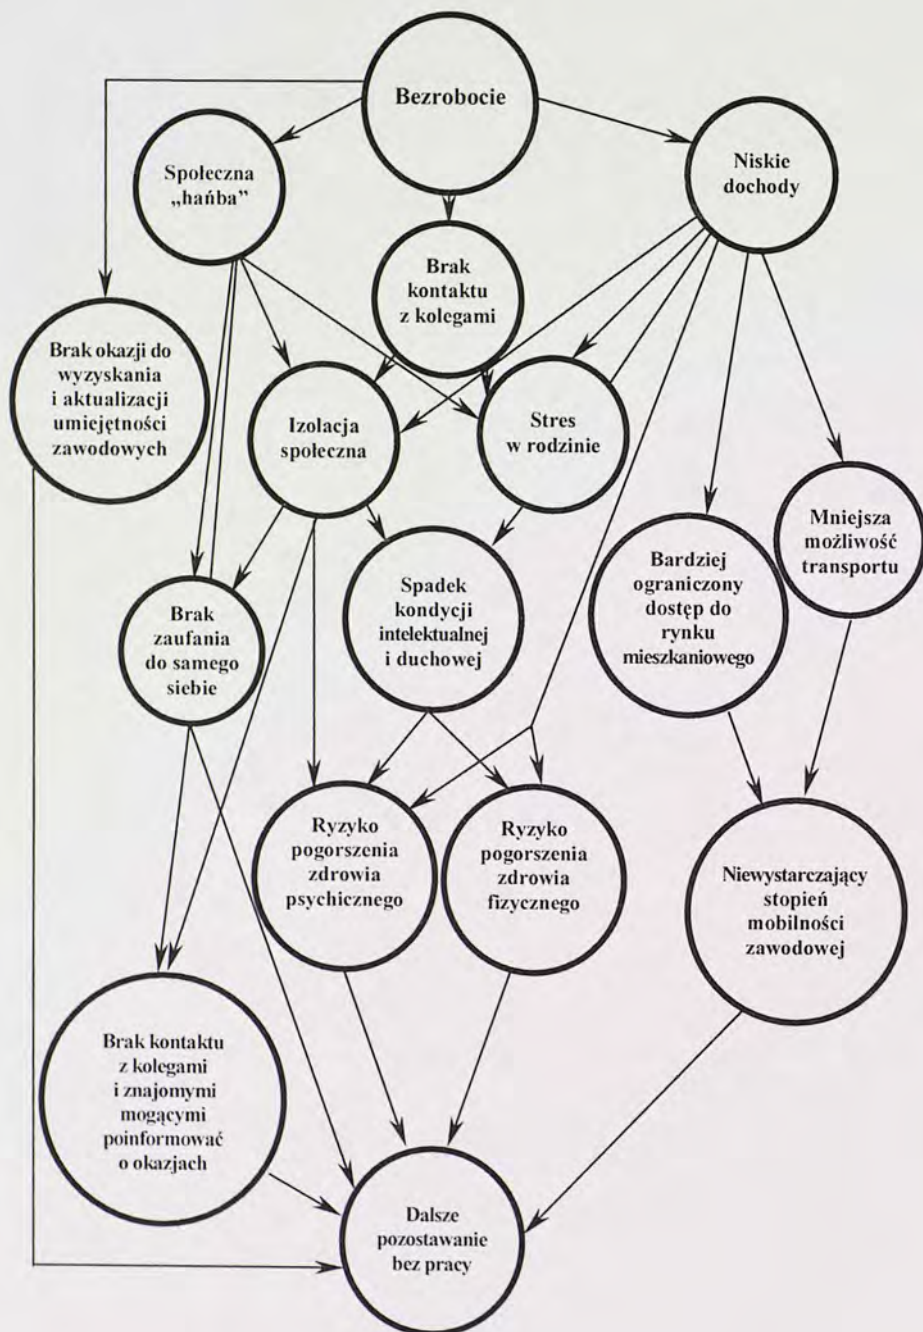 Bezrobocie
Społeczna
„hańba”
Niskie
dochody
Brak
kontaktu
z kolegami
Brak okazji do
wyzyskania
i aktualizacji
umiejętności
zawodowych
Izolacja
społeczna
Stres
w rodzinie
Mniejsza
możliwość
transportu
Bardziej
ograniczony
dostęp do
rynku
mieszkaniowego
Spadek
kondycji
intelektualnej
i duchowej
Brak
zaufania
do samego
siebie
Ryzyko
pogorszenia
zdrowia
psychicznego
Ryzyko
pogorszenia
zdrowia
fizycznego
Niewystarczający
stopień
mobilności
zawodowej
Brak kontaktu
z kolegami
i znajomymi
mogącymi
poinformować
o okazjach
Dalsze
pozostawanie
bez pracy